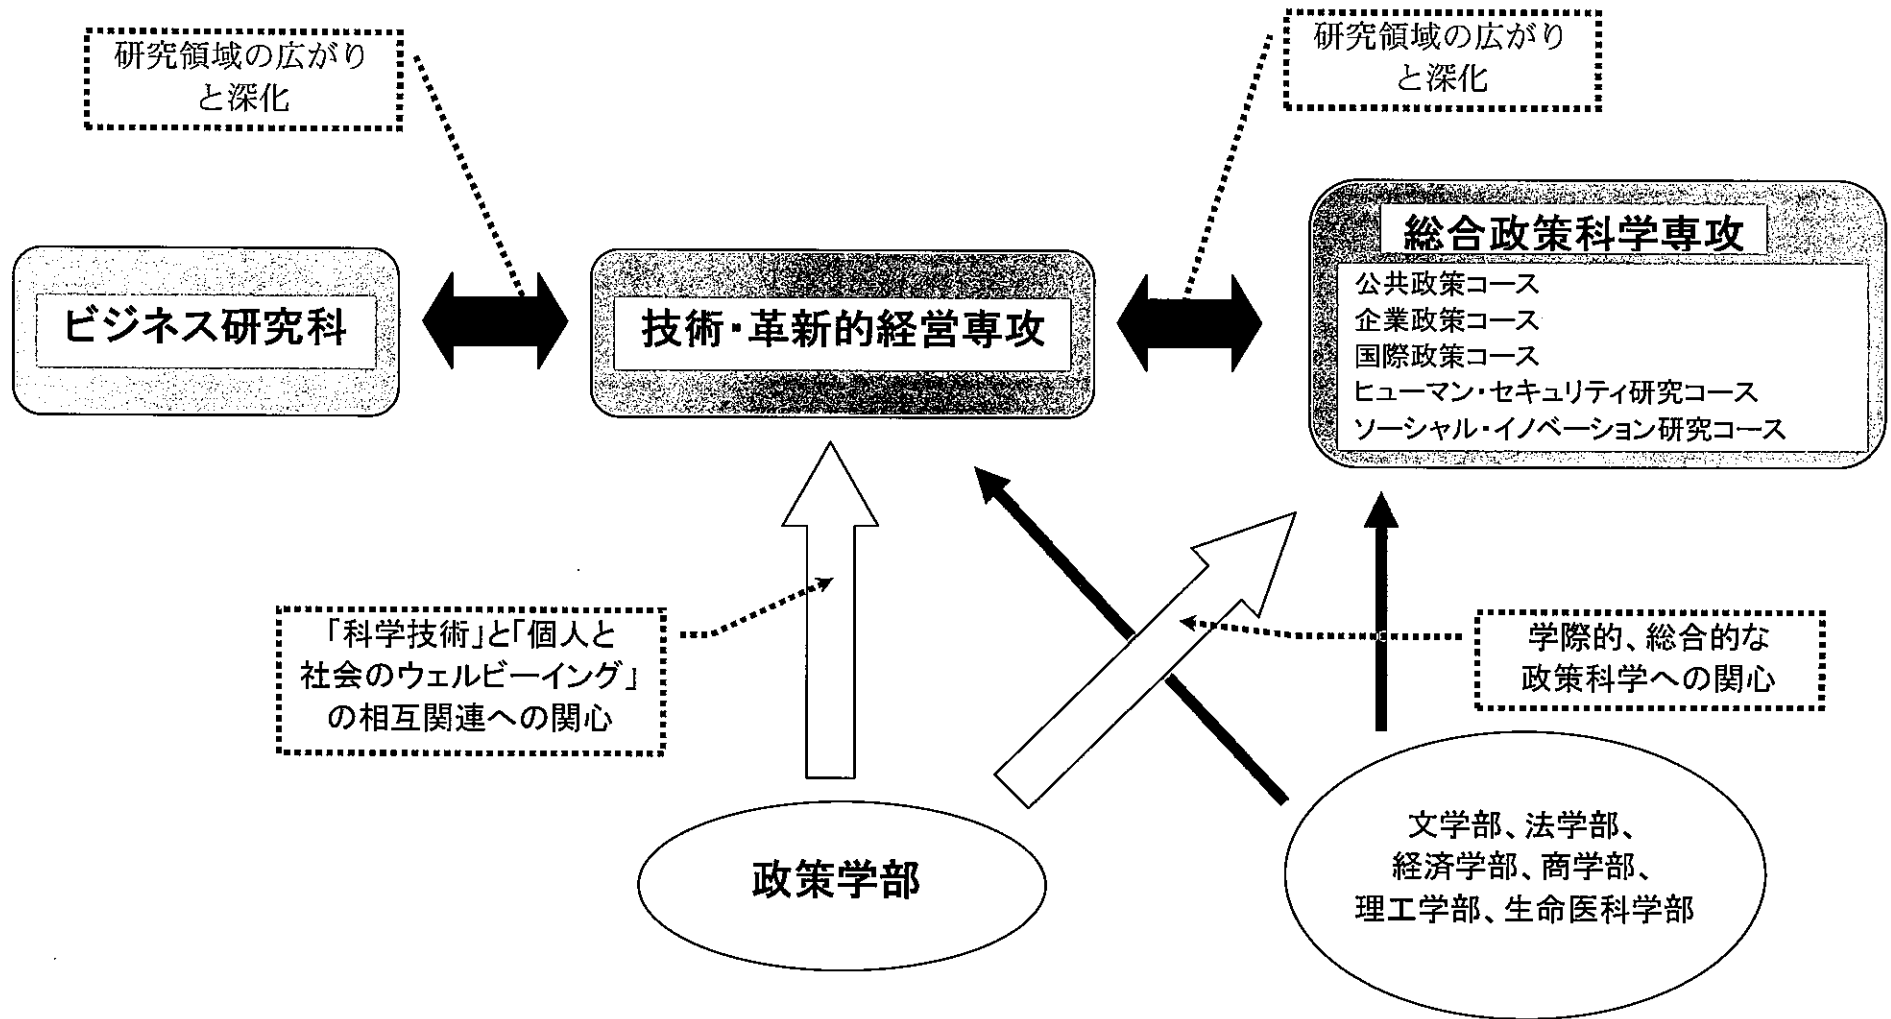 研究領域の広がり
と深化
研究領域の広がり
と深化
ビジネス研究科
技術・革新的経営専攻
総合政策科学専攻
公共政策コース
企業政策コース
国際政策コース
ヒューマン・セキュリティ研究コース
ソーシャル・イノベーション研究コース
「科学技術」と「個人と
社会のウェルビーイング」
の相互関連への関心
学際的、総合的な
政策科学への関心
政策学部
文学部、法学部、
経済学部、商学部、
理工学部、生命医科学部